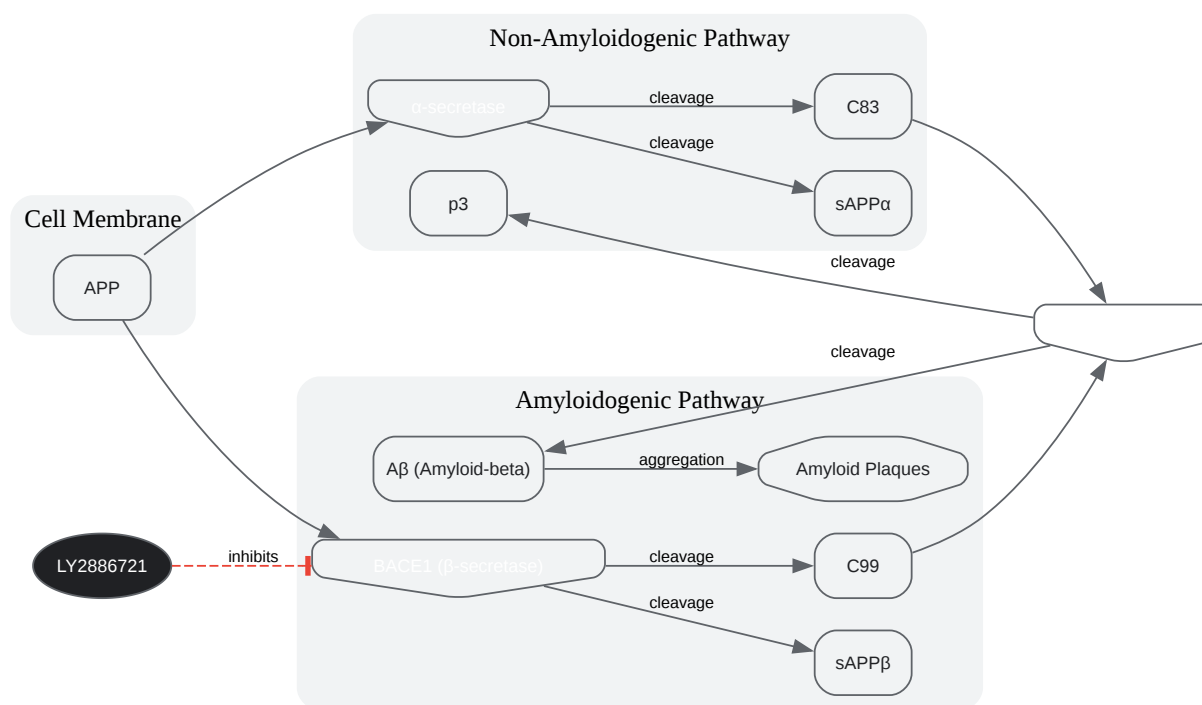 Non-Amyloidogenic Pathway
α-secretase
cleavage
C83
cleavage
p3
sAPPα
Cell Membrane
APP
cleavage
cleavage
Amyloidogenic Pathway
Aβ (Amyloid-beta)
aggregation
Amyloid Plaques
LY2886721
inhibits
BACE1 (β-secretase)
cleavage
C99
cleavage
sAPPβ